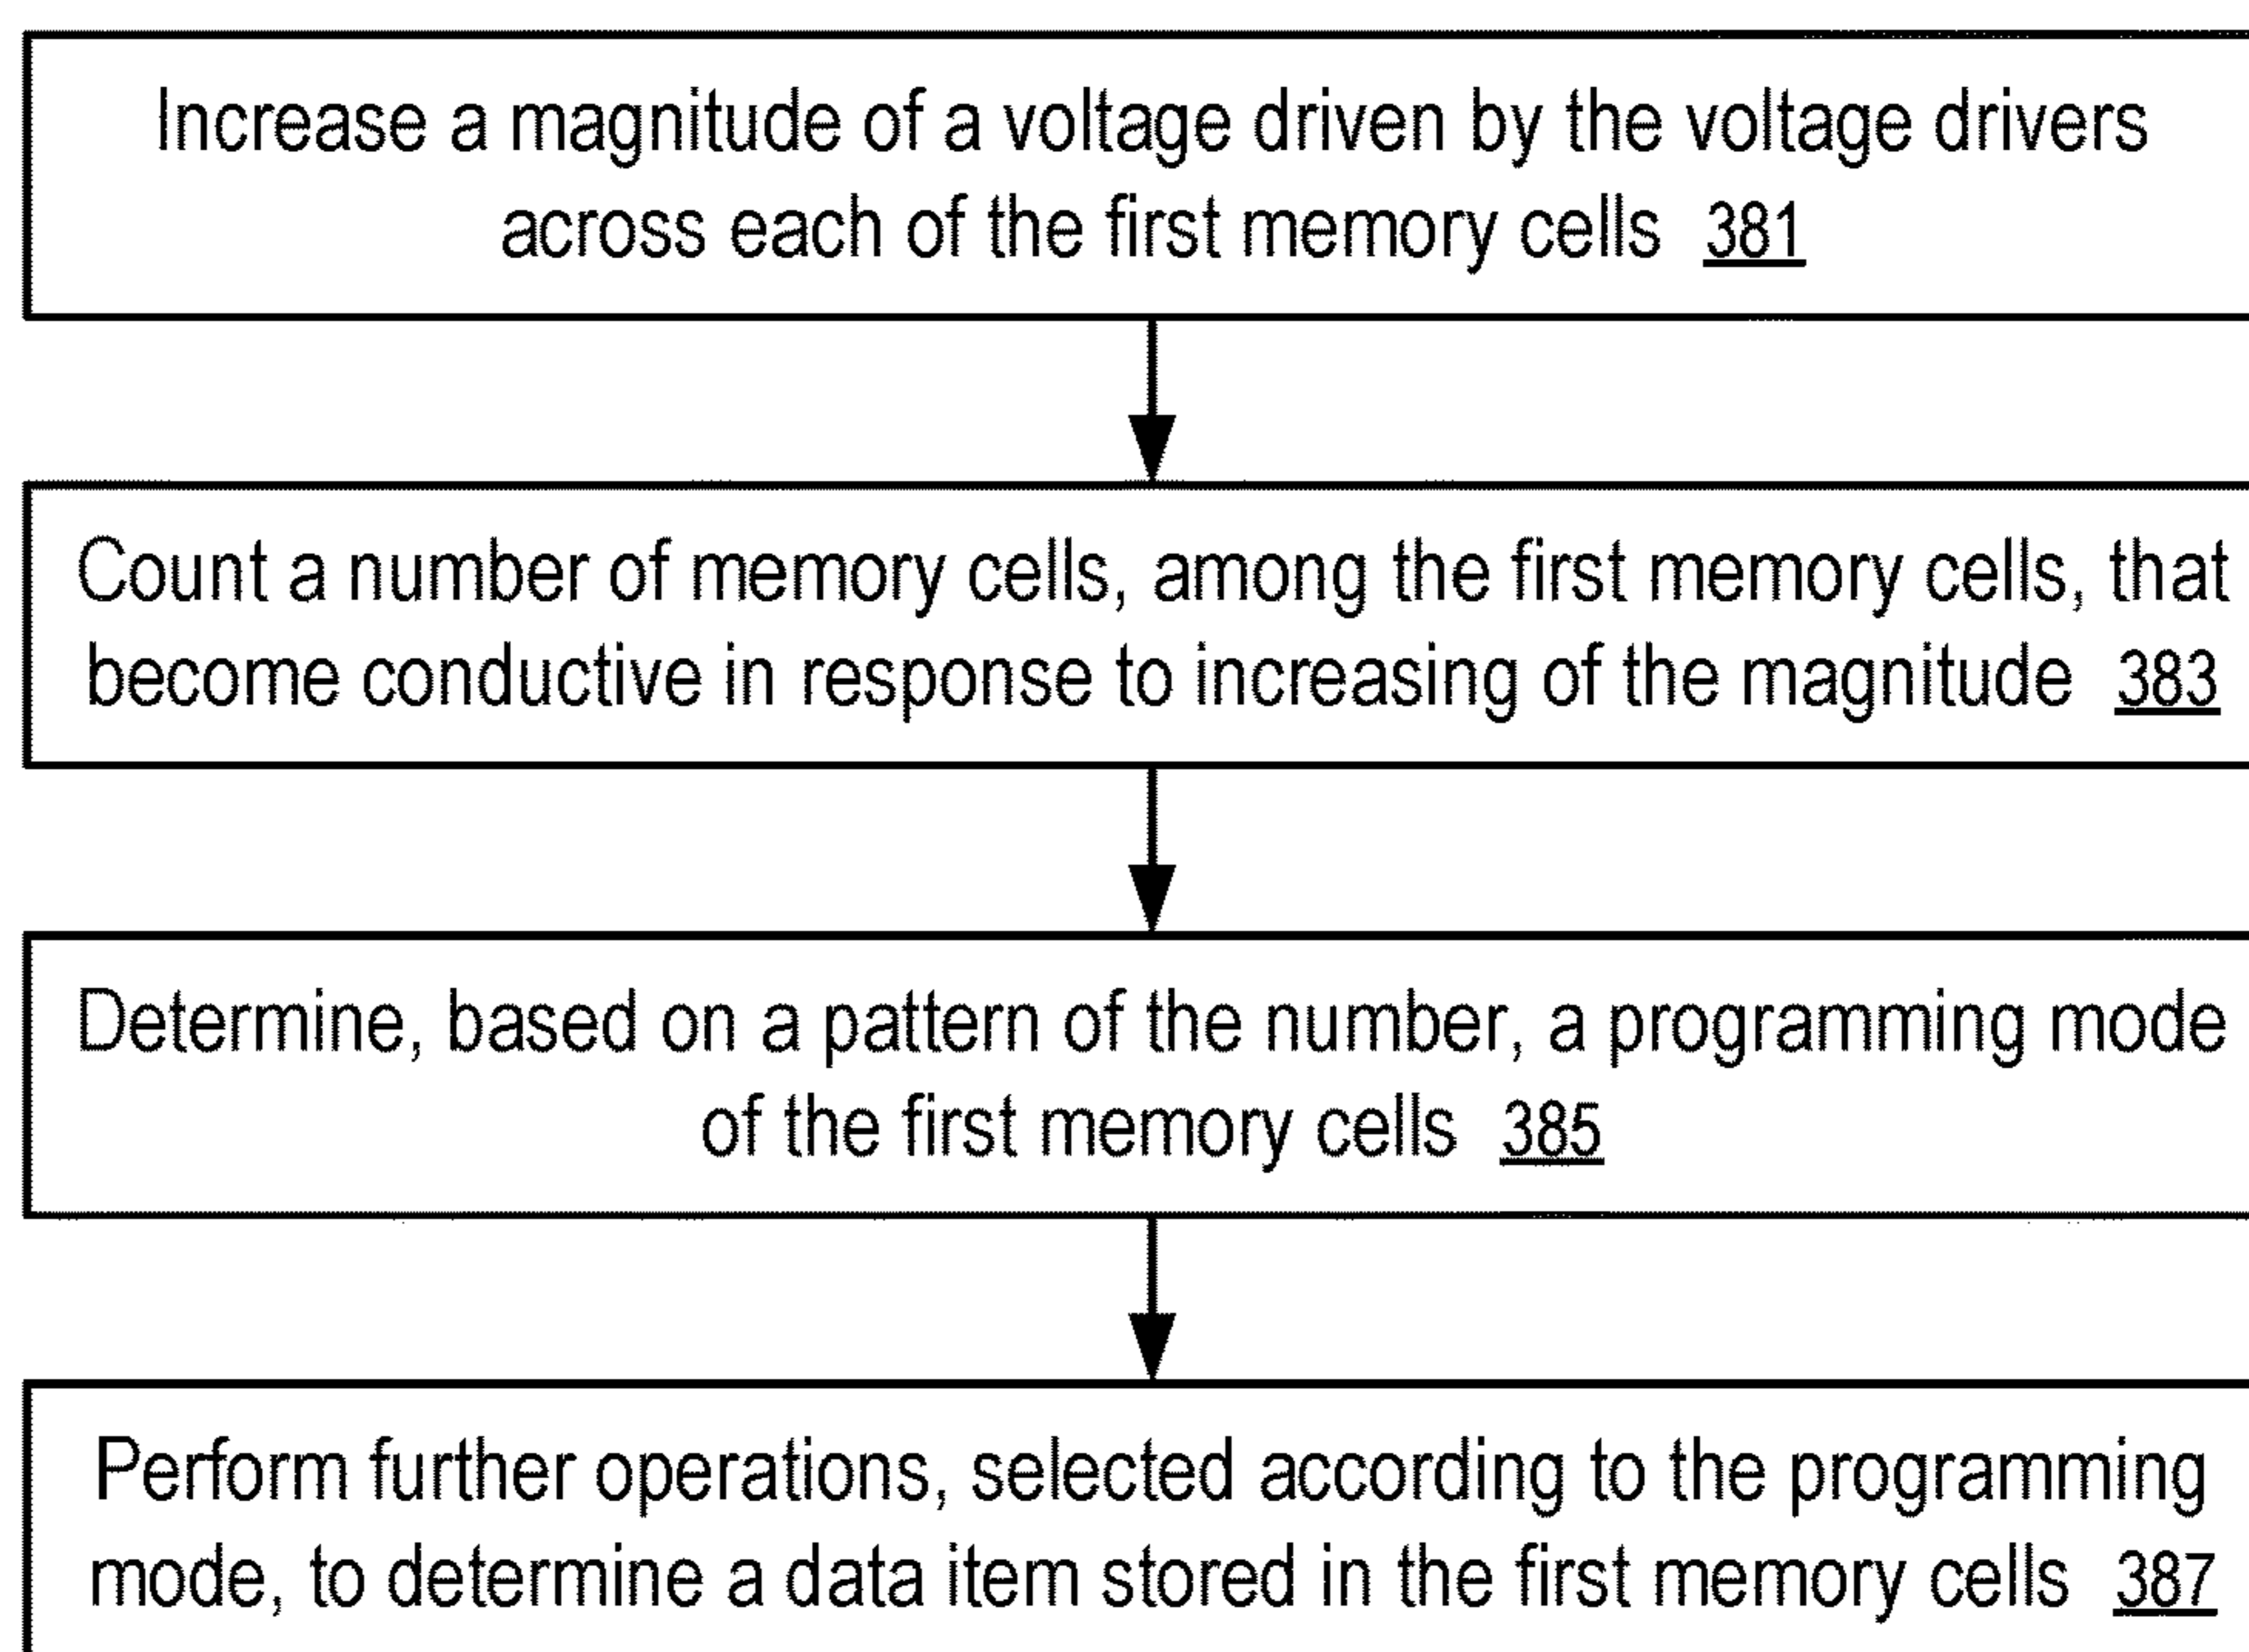 Increase a magnitude of a voltage driven by the voltage drivers
across each of the first memory cells 381
Count a number of memory cells, among the first memory cells, that
become conductive in response to increasing of the magnitude 383
Determine, based on a pattern of the number, a programming mode
of the first memory cells 385
Perform further operations, selected according to the programming
mode, to determine a data item stored in the first memory cells 387